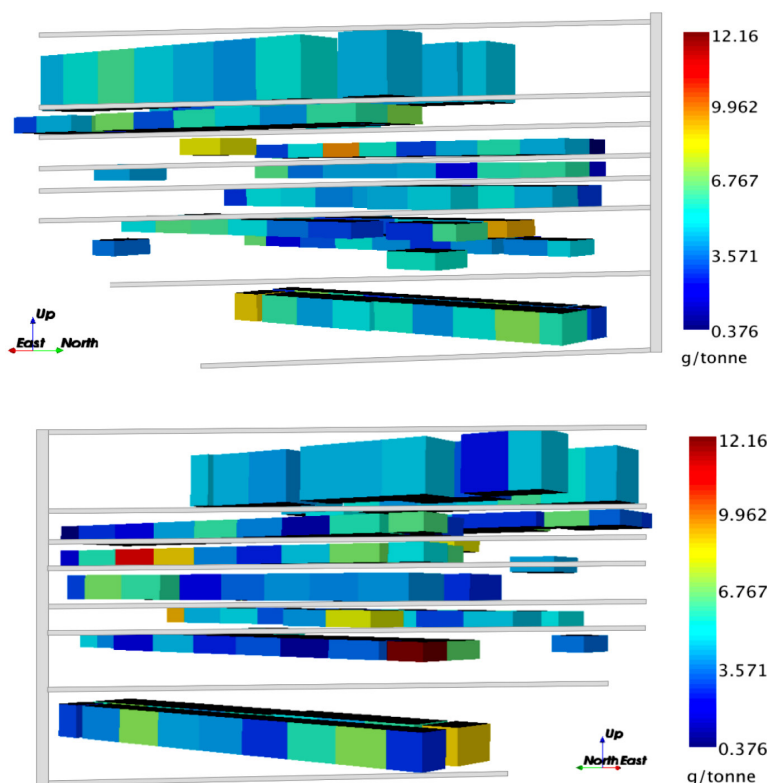 12.16
9.962
6.767
3.571
0.376
g/tonne
Up
East North
12.16
9.962
6.767
3.571
0.376
g/tonne
Up
North East